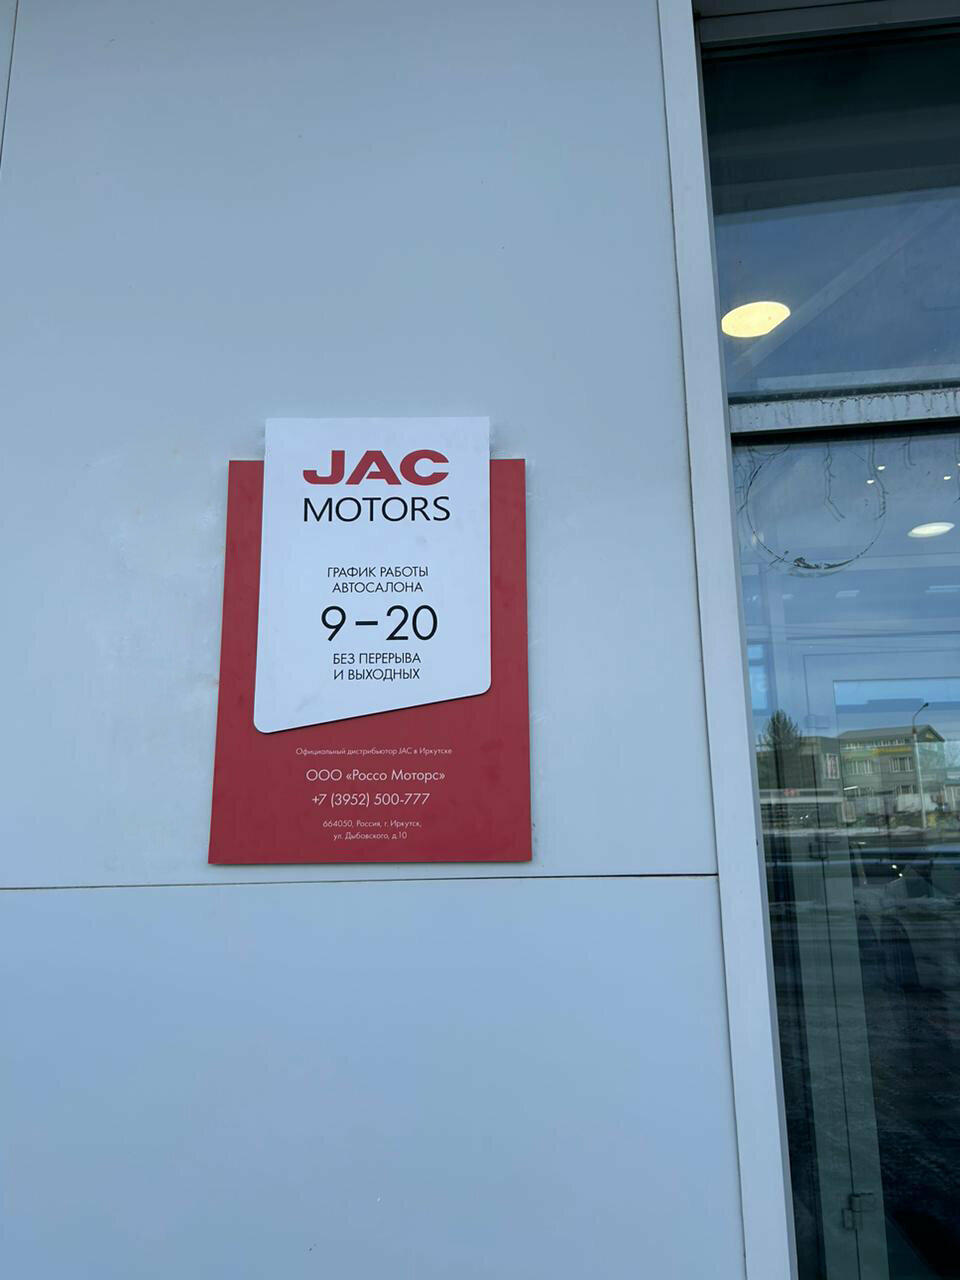 JAC
MOTORS
ГРАФИК РАБОТЫ
АВТОСАЛОНА
9–20
БЕЗ ПЕРЕРЫВА
И ВЫХОДНЫХ
Официальный дистрибьютор JAC в Иркутске
ООО «Россо Моторс»
+7 (3952) 500-777
664050, Россия, г. Иркутск,
ул. Дыбовского, д.10